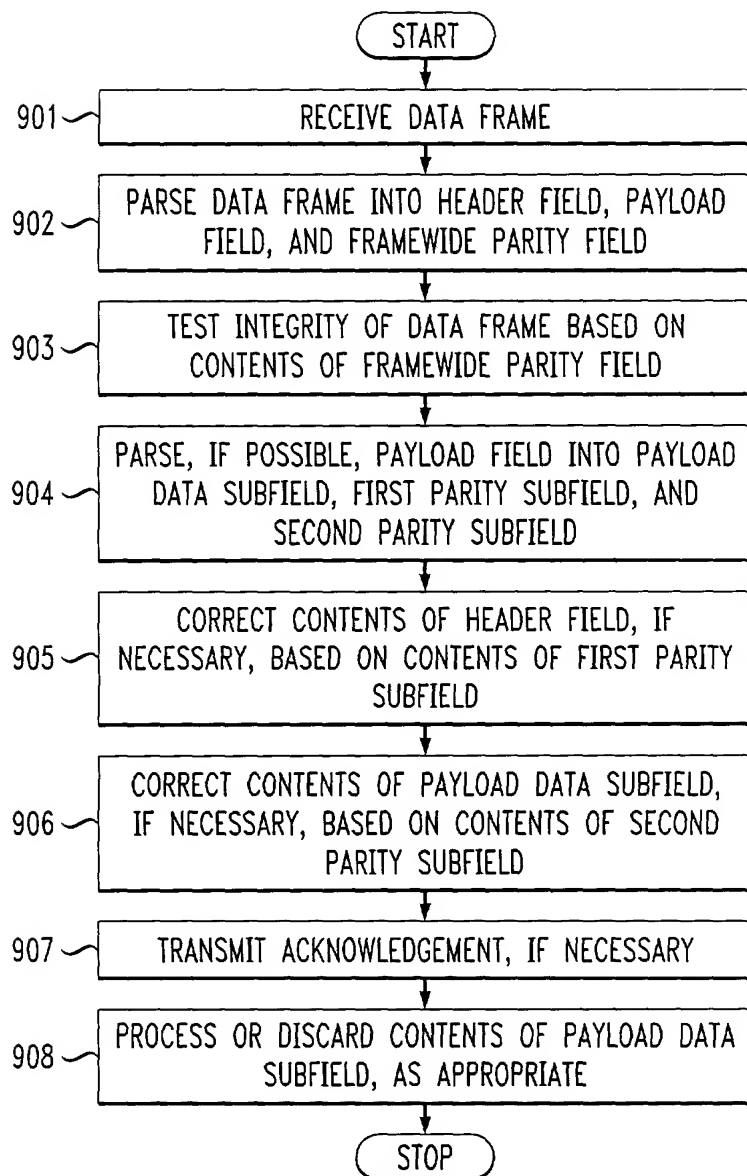 START
901
RECEIVE DATA FRAME
902
PARSE DATA FRAME INTO HEADER FIELD, PAYLOAD
FIELD, AND FRAMEWIDE PARITY FIELD
903
TEST INTEGRITY OF DATA FRAME BASED ON
CONTENTS OF FRAMEWIDE PARITY FIELD
904
PARSE, IF POSSIBLE, PAYLOAD FIELD INTO PAYLOAD
DATA SUBFIELD, FIRST PARITY SUBFIELD, AND
SECOND PARITY SUBFIELD
905
CORRECT CONTENTS OF HEADER FIELD, IF
NECESSARY, BASED ON CONTENTS OF FIRST PARITY
SUBFIELD
906
CORRECT CONTENTS OF PAYLOAD DATA SUBFIELD,
IF NECESSARY, BASED ON CONTENTS OF SECOND
PARITY SUBFIELD
907
TRANSMIT ACKNOWLEDGEMENT, IF NECESSARY
908
PROCESS OR DISCARD CONTENTS OF PAYLOAD DATA
SUBFIELD, AS APPROPRIATE
STOP